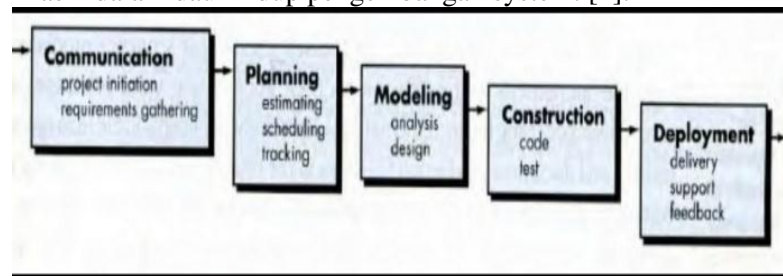 Communication
project initiation
requirements gathering
Planning
estimating
scheduling
tracking
Modeling
analysis
design
Construction
code
test
Deployment
delivery
support
feedback